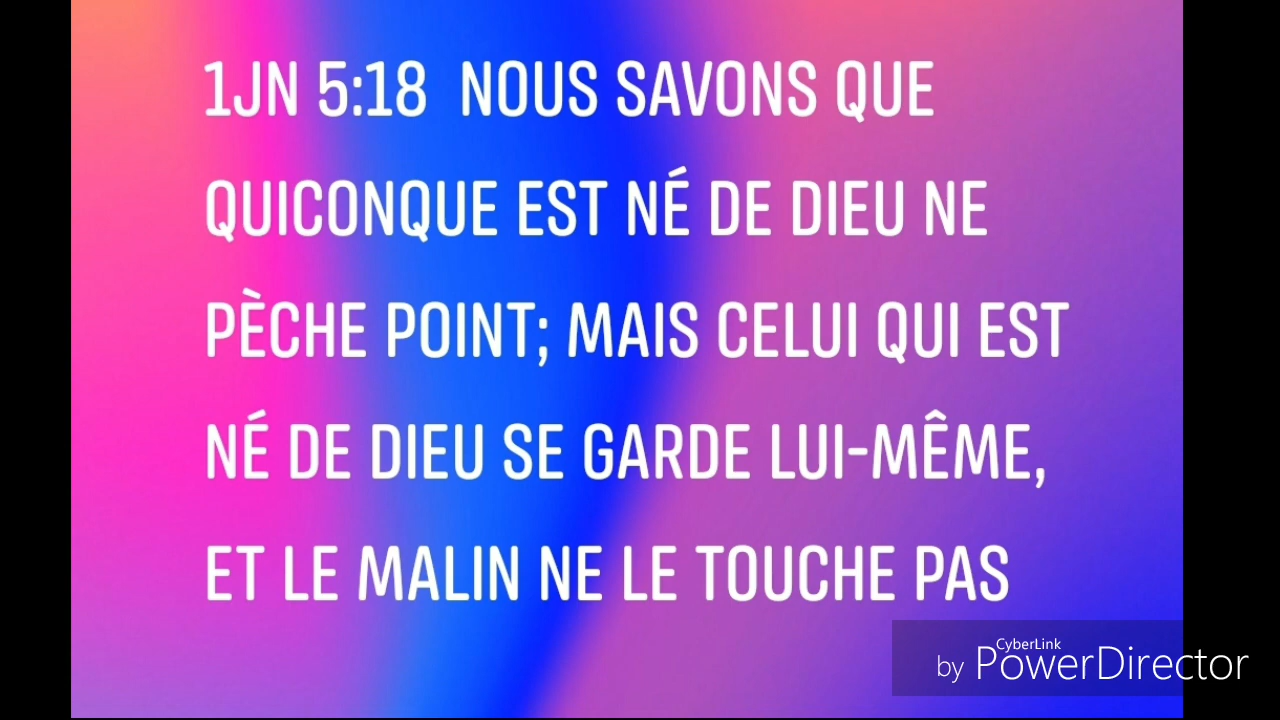 1JN 5:18 NOUS SAVONS QUE
QUICONQUE EST NÉ DE DIEU NE
PÈCHE POINT; MAIS CELUI QUI EST
NÉ DE DIEU SE GARDE LUI-MÊME,
ET LE MALIN NE LE TOUCHE PAS
CyberLink
by PowerDirector